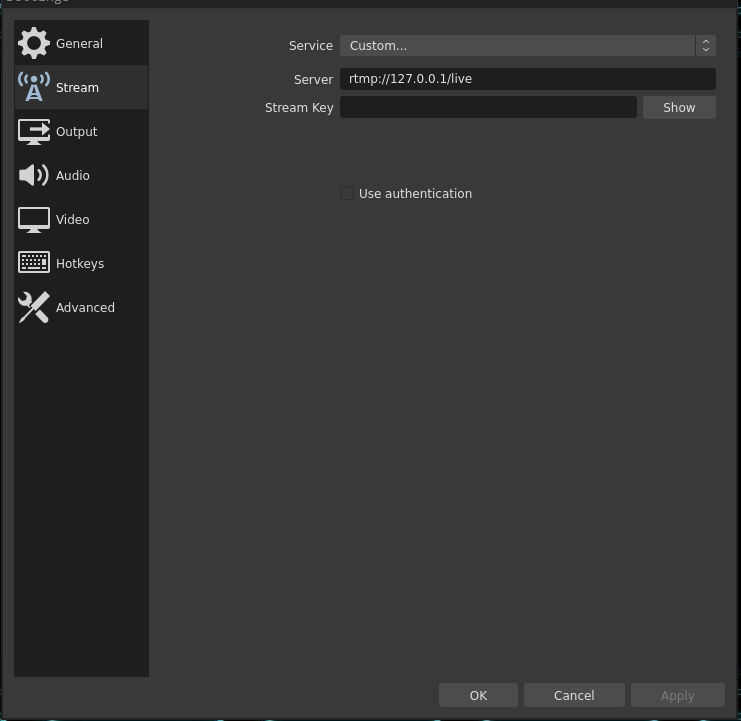 Settings
General
Stream
Output
Audio
Video
Hotkeys
Advanced
Service Custom...
Server rtmp://127.0.0.1/live
Stream Key Show
Use authentication
OK Cancel Apply